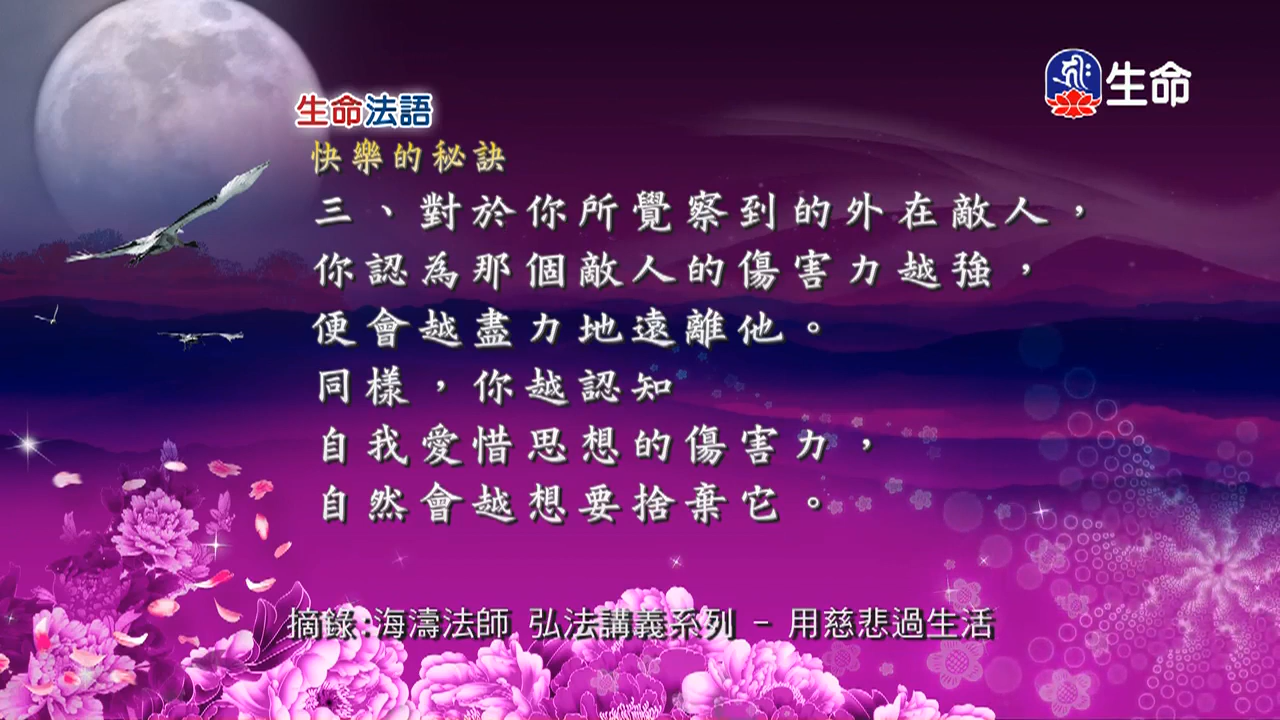 生命
生命法語
快樂的秘訣
三、對於你所覺察到的外在敵人，
你認為那個敵人的傷害力越強，
便會越盡力地遠離他。
同樣，你越認知
自我愛惜思想的傷害力，
自然會越想要捨棄它。
摘錄:海濤法師 弘法講義系列 - 用慈悲過生活